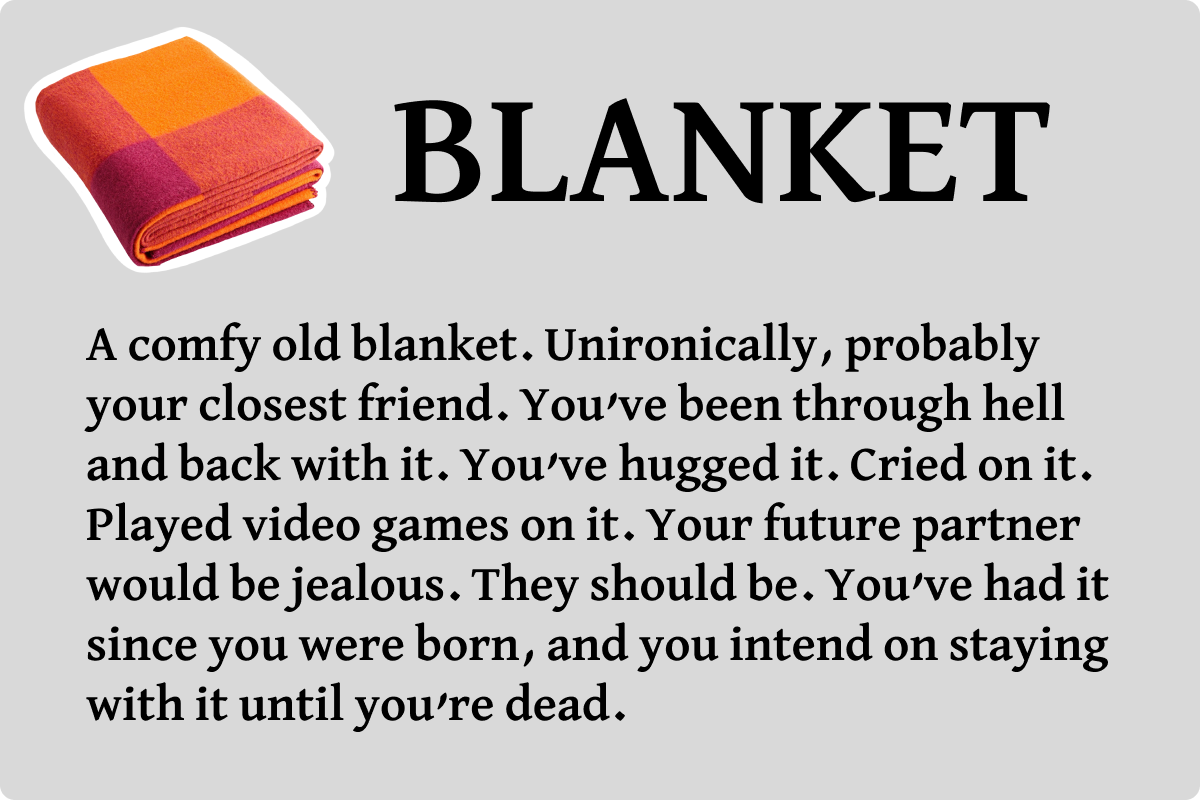 BLANKET
A comfy old blanket. Unironically, probably
your closest friend. You've been through hell
and back with it. You've hugged it. Cried on it.
Played video games on it. Your future partner
would be jealous. They should be. You've had it
since you were born, and you intend on staying
with it until you're dead.